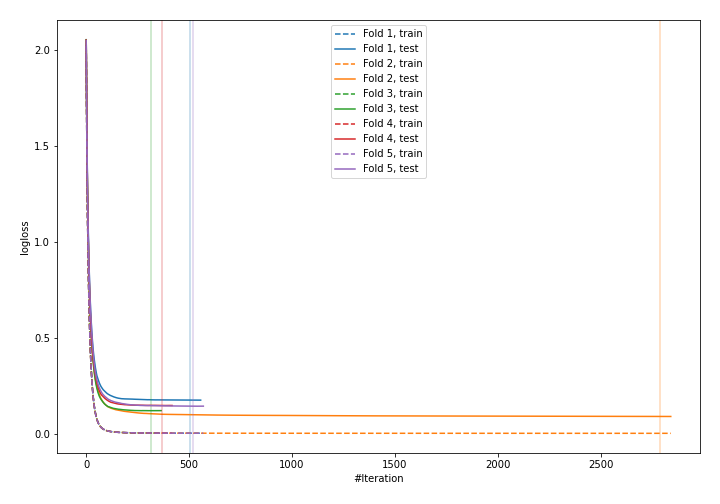 Fold 1, train
Fold 1, test
Fold 2, train
Fold 2, test
Fold 3, train
Fold 3, test
Fold 4, train
Fold 4, test
Fold 5, train
Fold 5, test
logloss
2.0
1.5
1.0
0.5
0.0
0
500
1000
1500
2000
2500
#Iteration